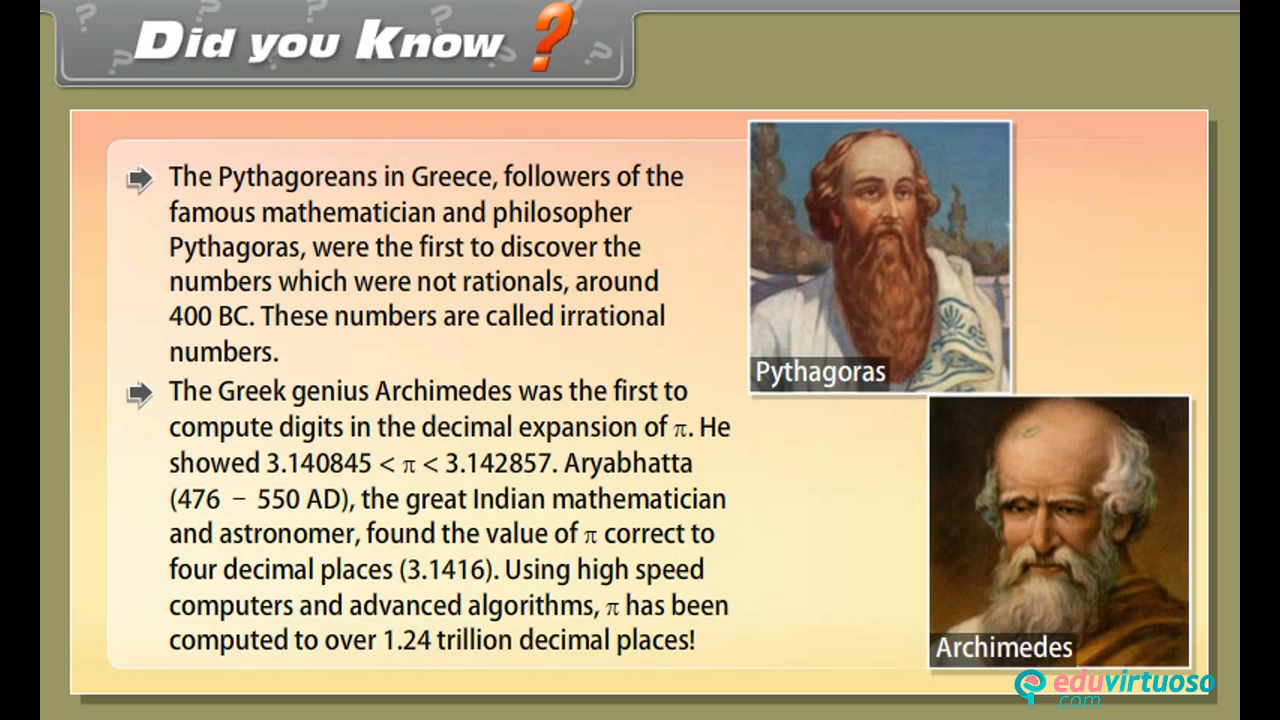 Did you Know ?
The Pythagoreans in Greece, followers of the
famous mathematician and philosopher
Pythagoras, were the first to discover the
numbers which were not rationals, around
400 BC. These numbers are called irrational
numbers.
The Greek genius Archimedes was the first to
compute digits in the decimal expansion of π. He
showed 3.140845 < π < 3.142857. Aryabhatta
(476 – 550 AD), the great Indian mathematician
and astronomer, found the value of π correct to
four decimal places (3.1416). Using high speed
computers and advanced algorithms, π has been
computed to over 1.24 trillion decimal places!
Pythagoras
Archimedes
eduvirtuoso
.com